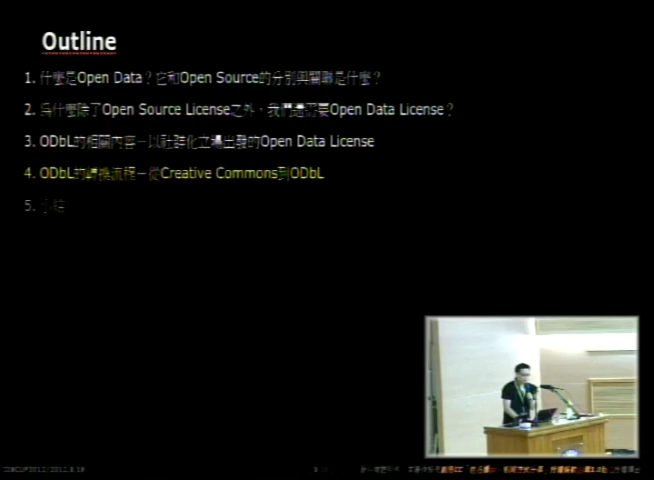 Outline
1. 什麼是Open Data？它和Open Source的分別與關聯是什麼？
2. 為什麼除了Open Source License之外，我們還需要Open Data License？
3. ODbL的相關內容－以社群化立場出發的Open Data License
4. ODbL的轉換流程－從Creative Commons到ODbL
5. 小結